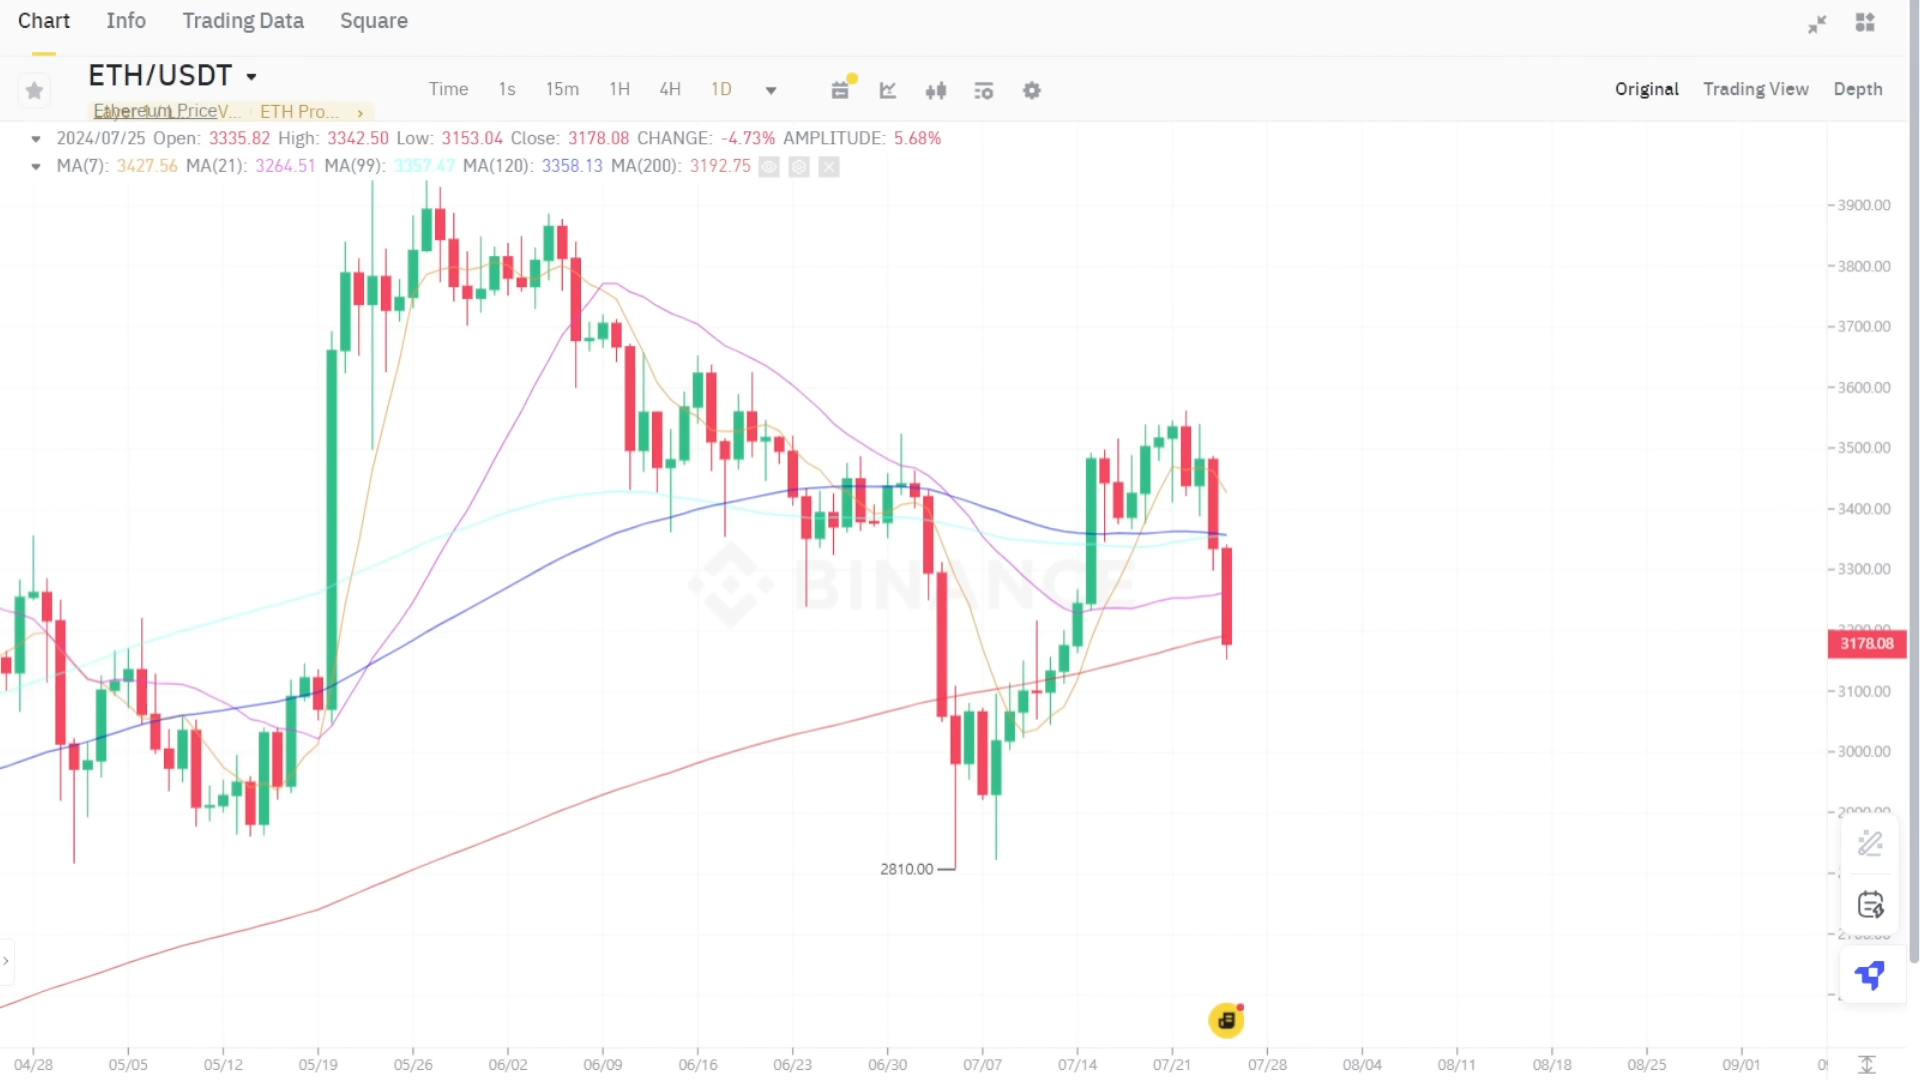 Chart Info Trading Data Square
ETH/USDT
Time 1s 15m 1H 4H 1D
Original Trading View Depth
Ethereum Price
ETH Pro...
2024/07/25 Open: 3335.82 High: 3342.50 Low: 3153.04 Close: 3178.08 CHANGE: -4.73% AMPLITUDE: 5.68%
MA(7): 3427.56 MA(21): 3264.51 MA(99): 3357.47 MA(120): 3358.13 MA(200): 3192.75
3900.00
3800.00
3700.00
3600.00
3500.00
3400.00
3300.00
BINANCE
3178.08
3100.00
3000.00
2810.00
04/28 05/05 05/12 05/19 05/26 06/02 06/09 06/16 06/23 06/30 07/07 07/14 07/21 07/28 08/04 08/11 08/18 08/25 09/01